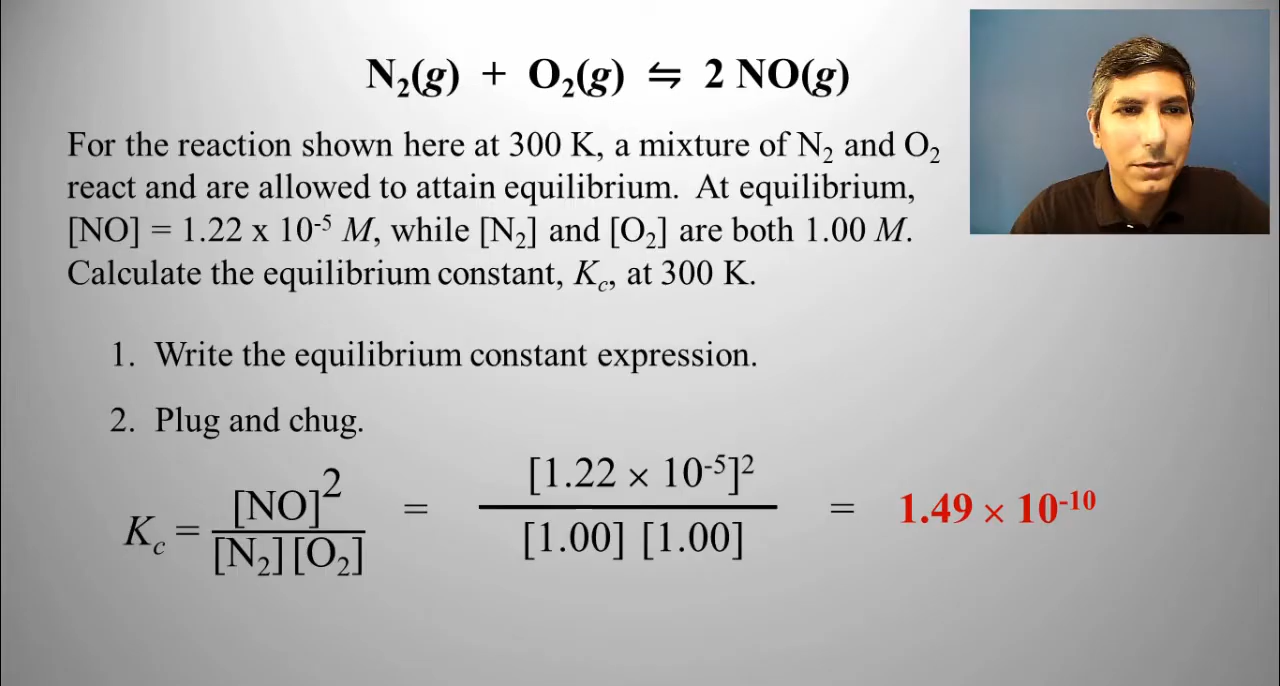 N₂(g) + O₂(g) ⇋ 2 NO(g)
For the reaction shown here at 300 K, a mixture of N₂ and O₂
react and are allowed to attain equilibrium. At equilibrium,
[NO] = 1.22 x 10⁻⁵ M, while [N₂] and [O₂] are both 1.00 M.
Calculate the equilibrium constant, K꜀, at 300 K.
1. Write the equilibrium constant expression.
2. Plug and chug.
K꜀ = [NO]² / [N₂][O₂] = [1.22 × 10⁻⁵]² / [1.00] [1.00] = 1.49 × 10⁻¹⁰